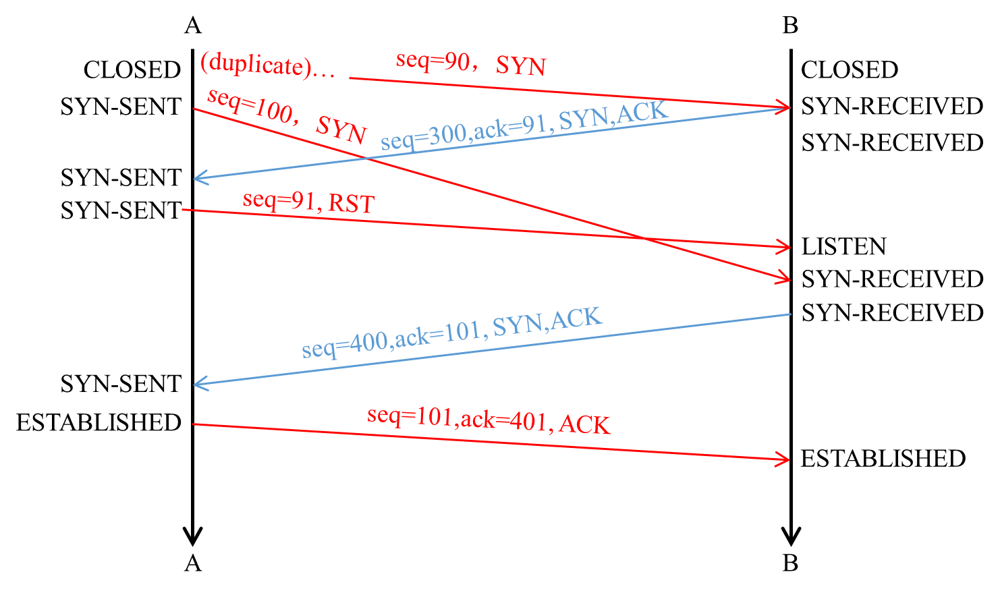 A B
CLOSED (duplicate)… seq=90，SYN CLOSED
SYN-SENT seq=100，SYN seq=300,ack=91, SYN,ACK SYN-RECEIVED
SYN-RECEIVED
SYN-SENT
SYN-SENT seq=91, RST
LISTEN
SYN-RECEIVED
seq=400,ack=101, SYN,ACK SYN-RECEIVED
SYN-SENT
ESTABLISHED seq=101,ack=401, ACK
ESTABLISHED
A B